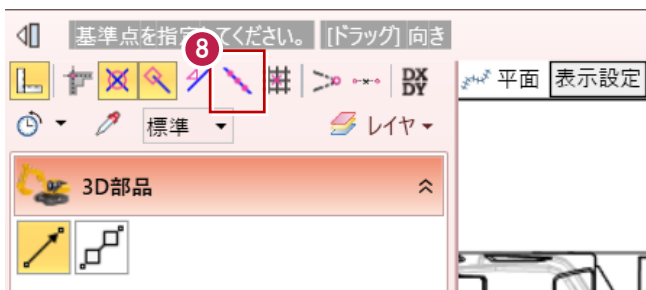 基準点を指定してください。 [ドラッグ] 向き
8
DX
DY
平面 表示設定
標準 レイヤ
3D部品